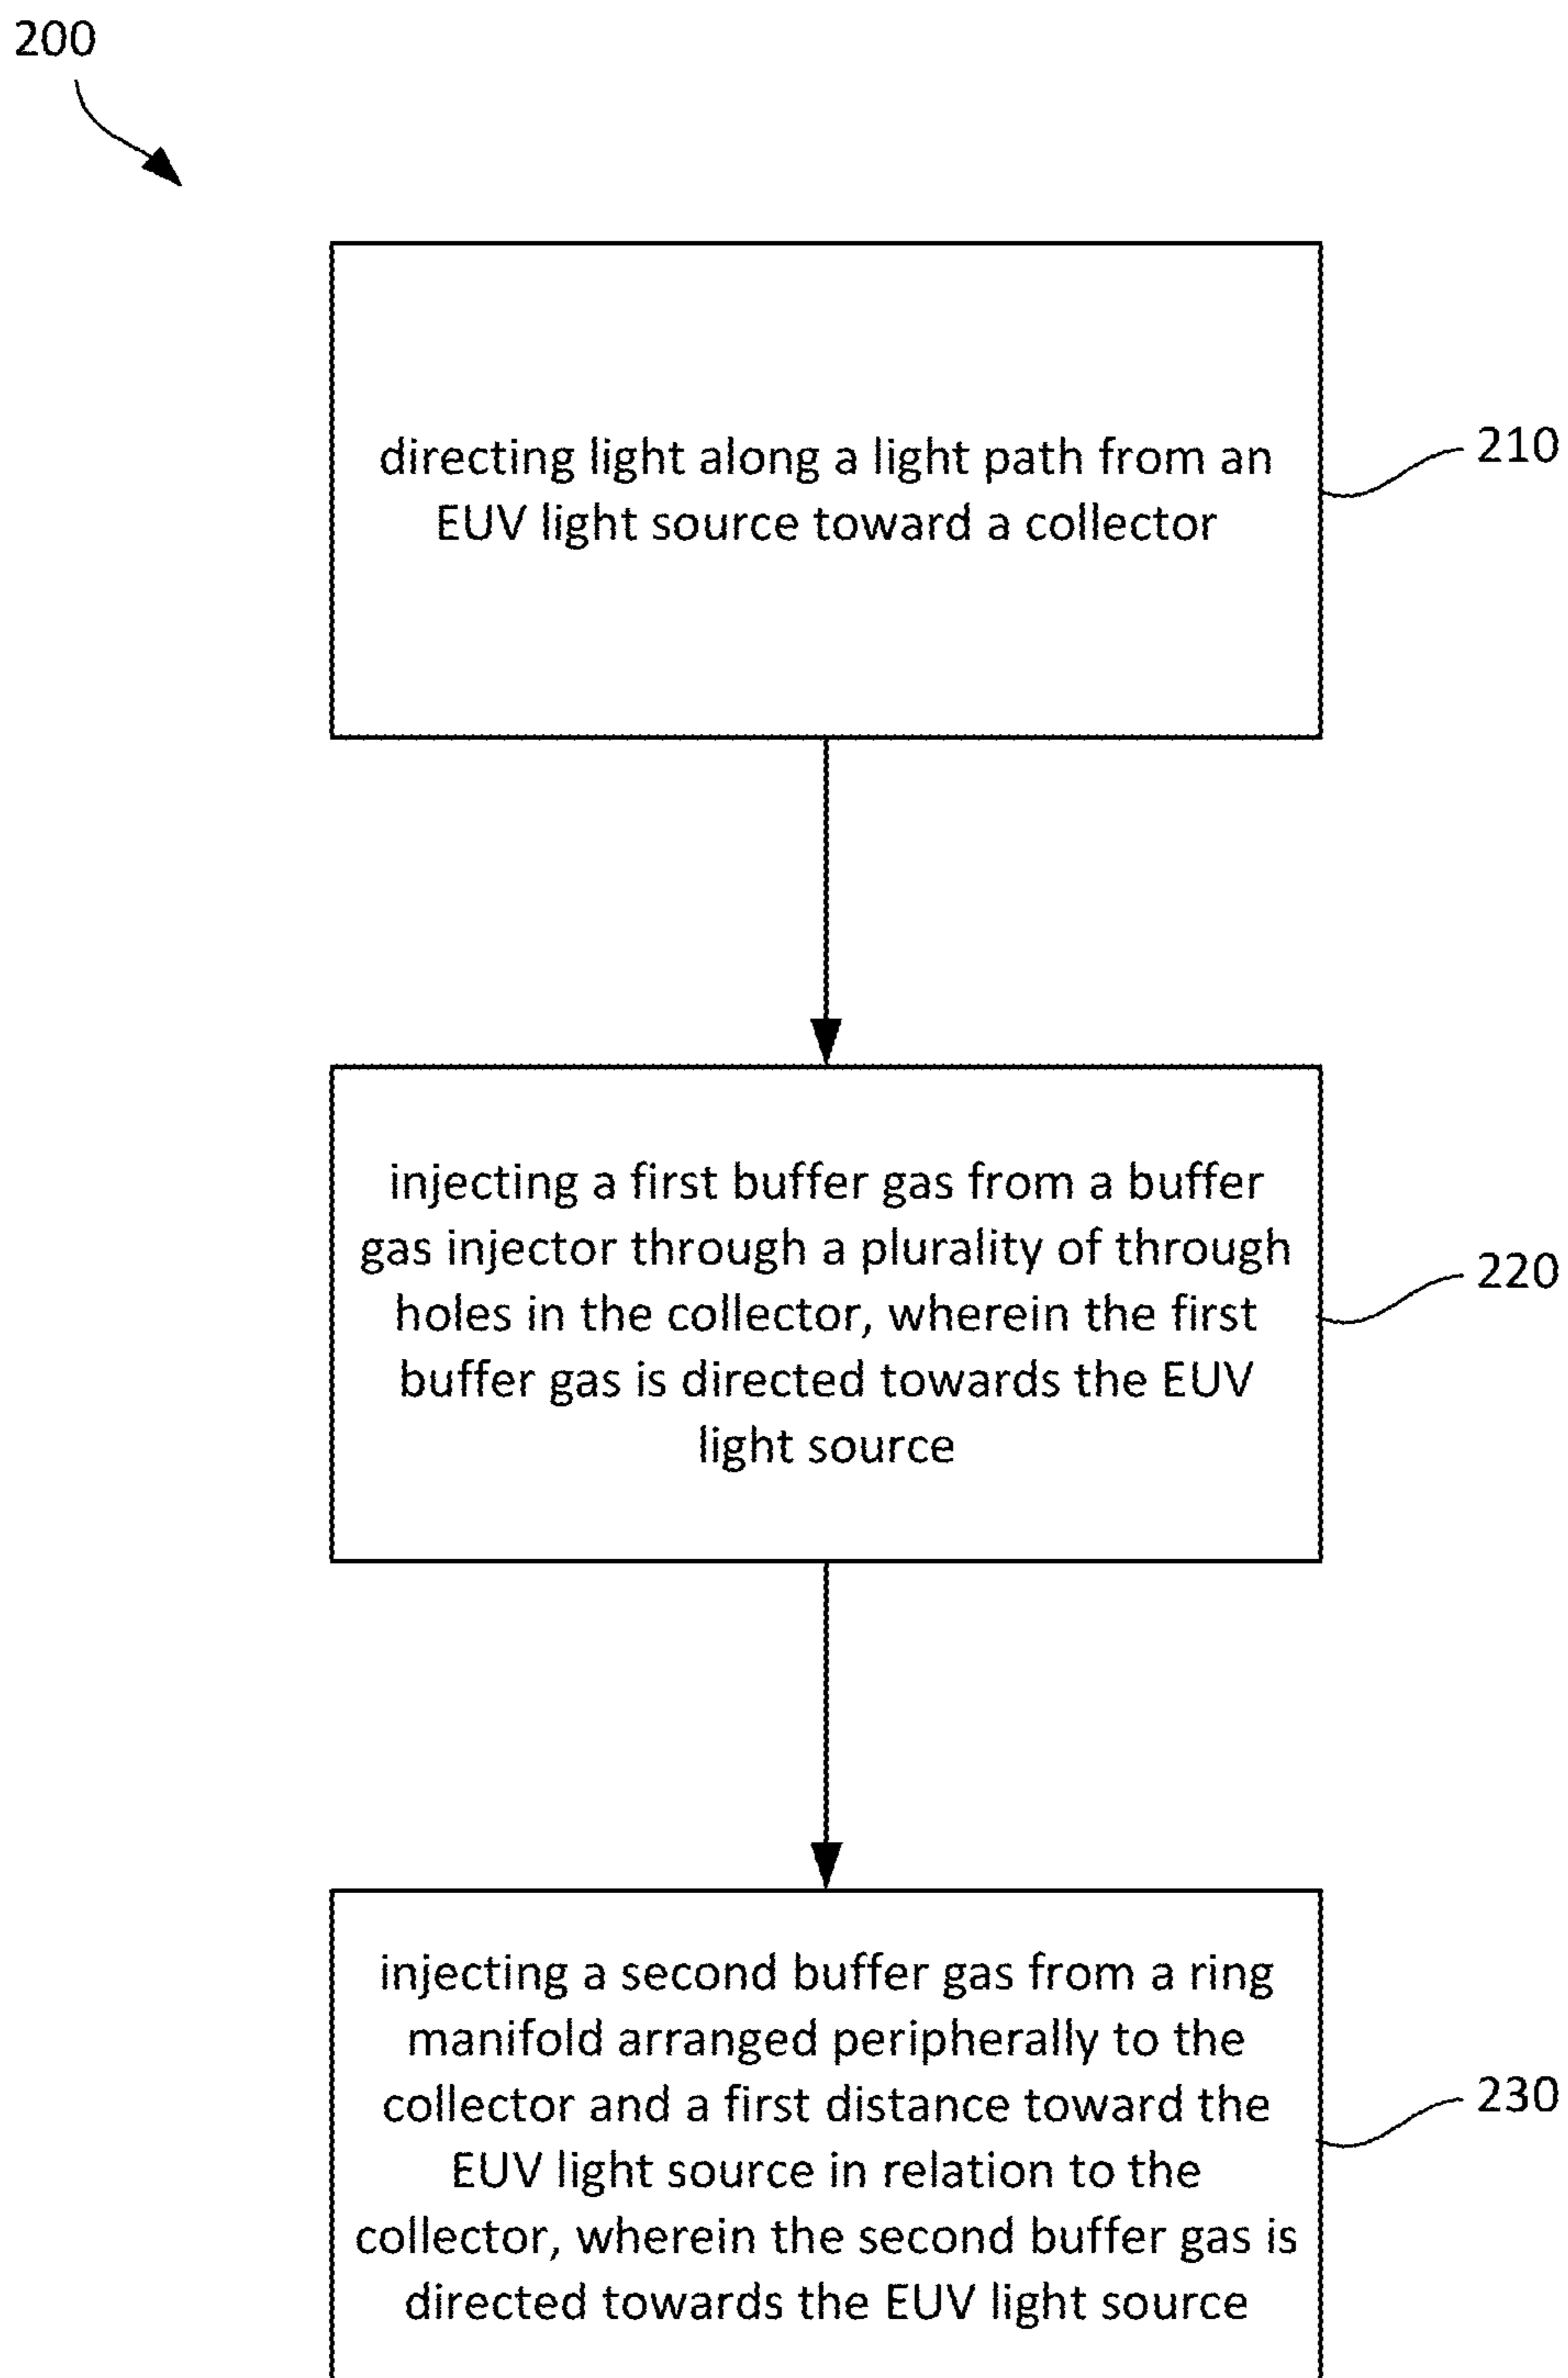 200
directing light along a light path from an
EUV light source toward a collector
210
injecting a first buffer gas from a buffer
gas injector through a plurality of through
holes in the collector, wherein the first
buffer gas is directed towards the EUV
light source
220
injecting a second buffer gas from a ring
manifold arranged peripherally to the
collector and a first distance toward the
EUV light source in relation to the
collector, wherein the second buffer gas is
directed towards the EUV light source
230